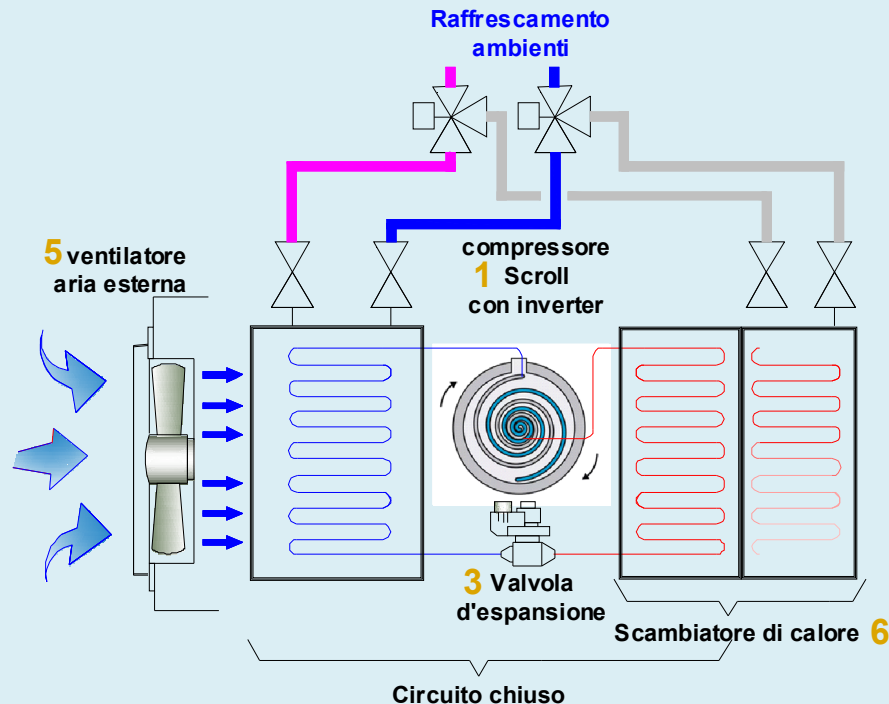 Raffrescamento
ambienti
5 ventilatore
aria esterna
compressore
1 Scroll
con inverter
3 Valvola
d'espansione
Scambiatore di calore 6
Circuito chiuso